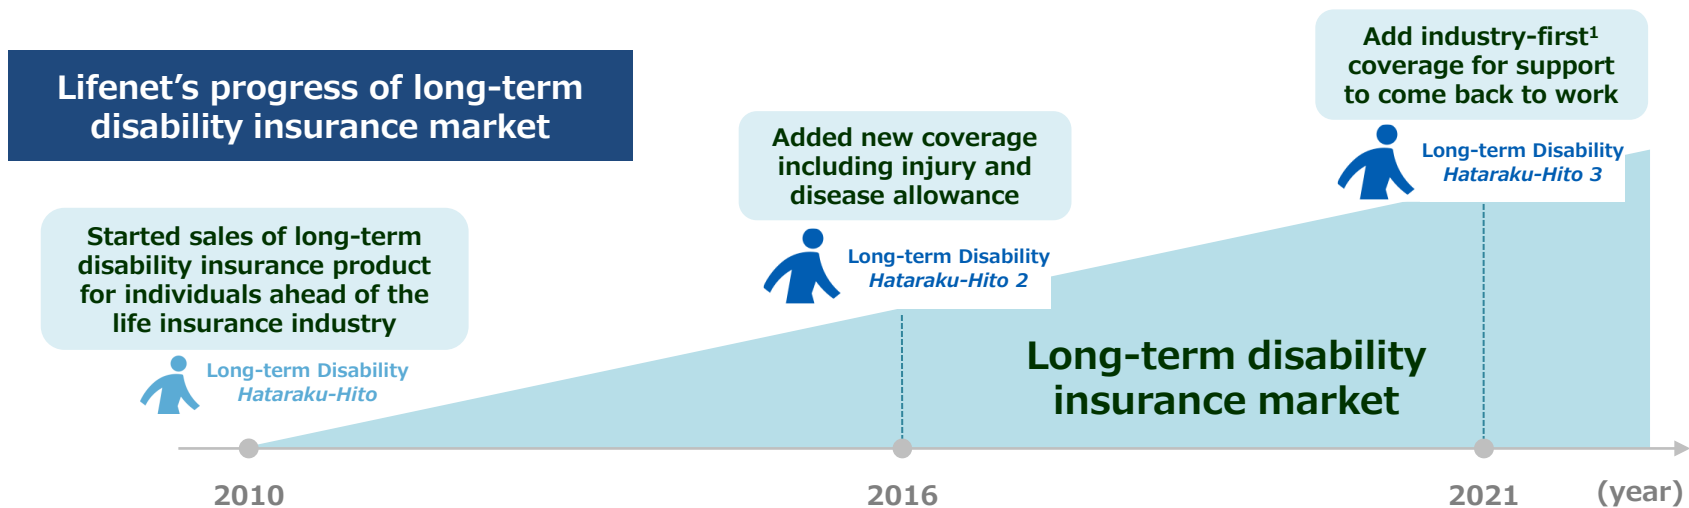 Lifenet’s progress of long-term
disability insurance market
Started sales of long-term
disability insurance product
for individuals ahead of the
life insurance industry
Long-term Disability
Hataraku-Hito
Added new coverage
including injury and
disease allowance
Long-term Disability
Hataraku-Hito 2
Add industry-first¹
coverage for support
to come back to work
Long-term Disability
Hataraku-Hito 3
Long-term disability
insurance market
2010
2016
2021
(year)